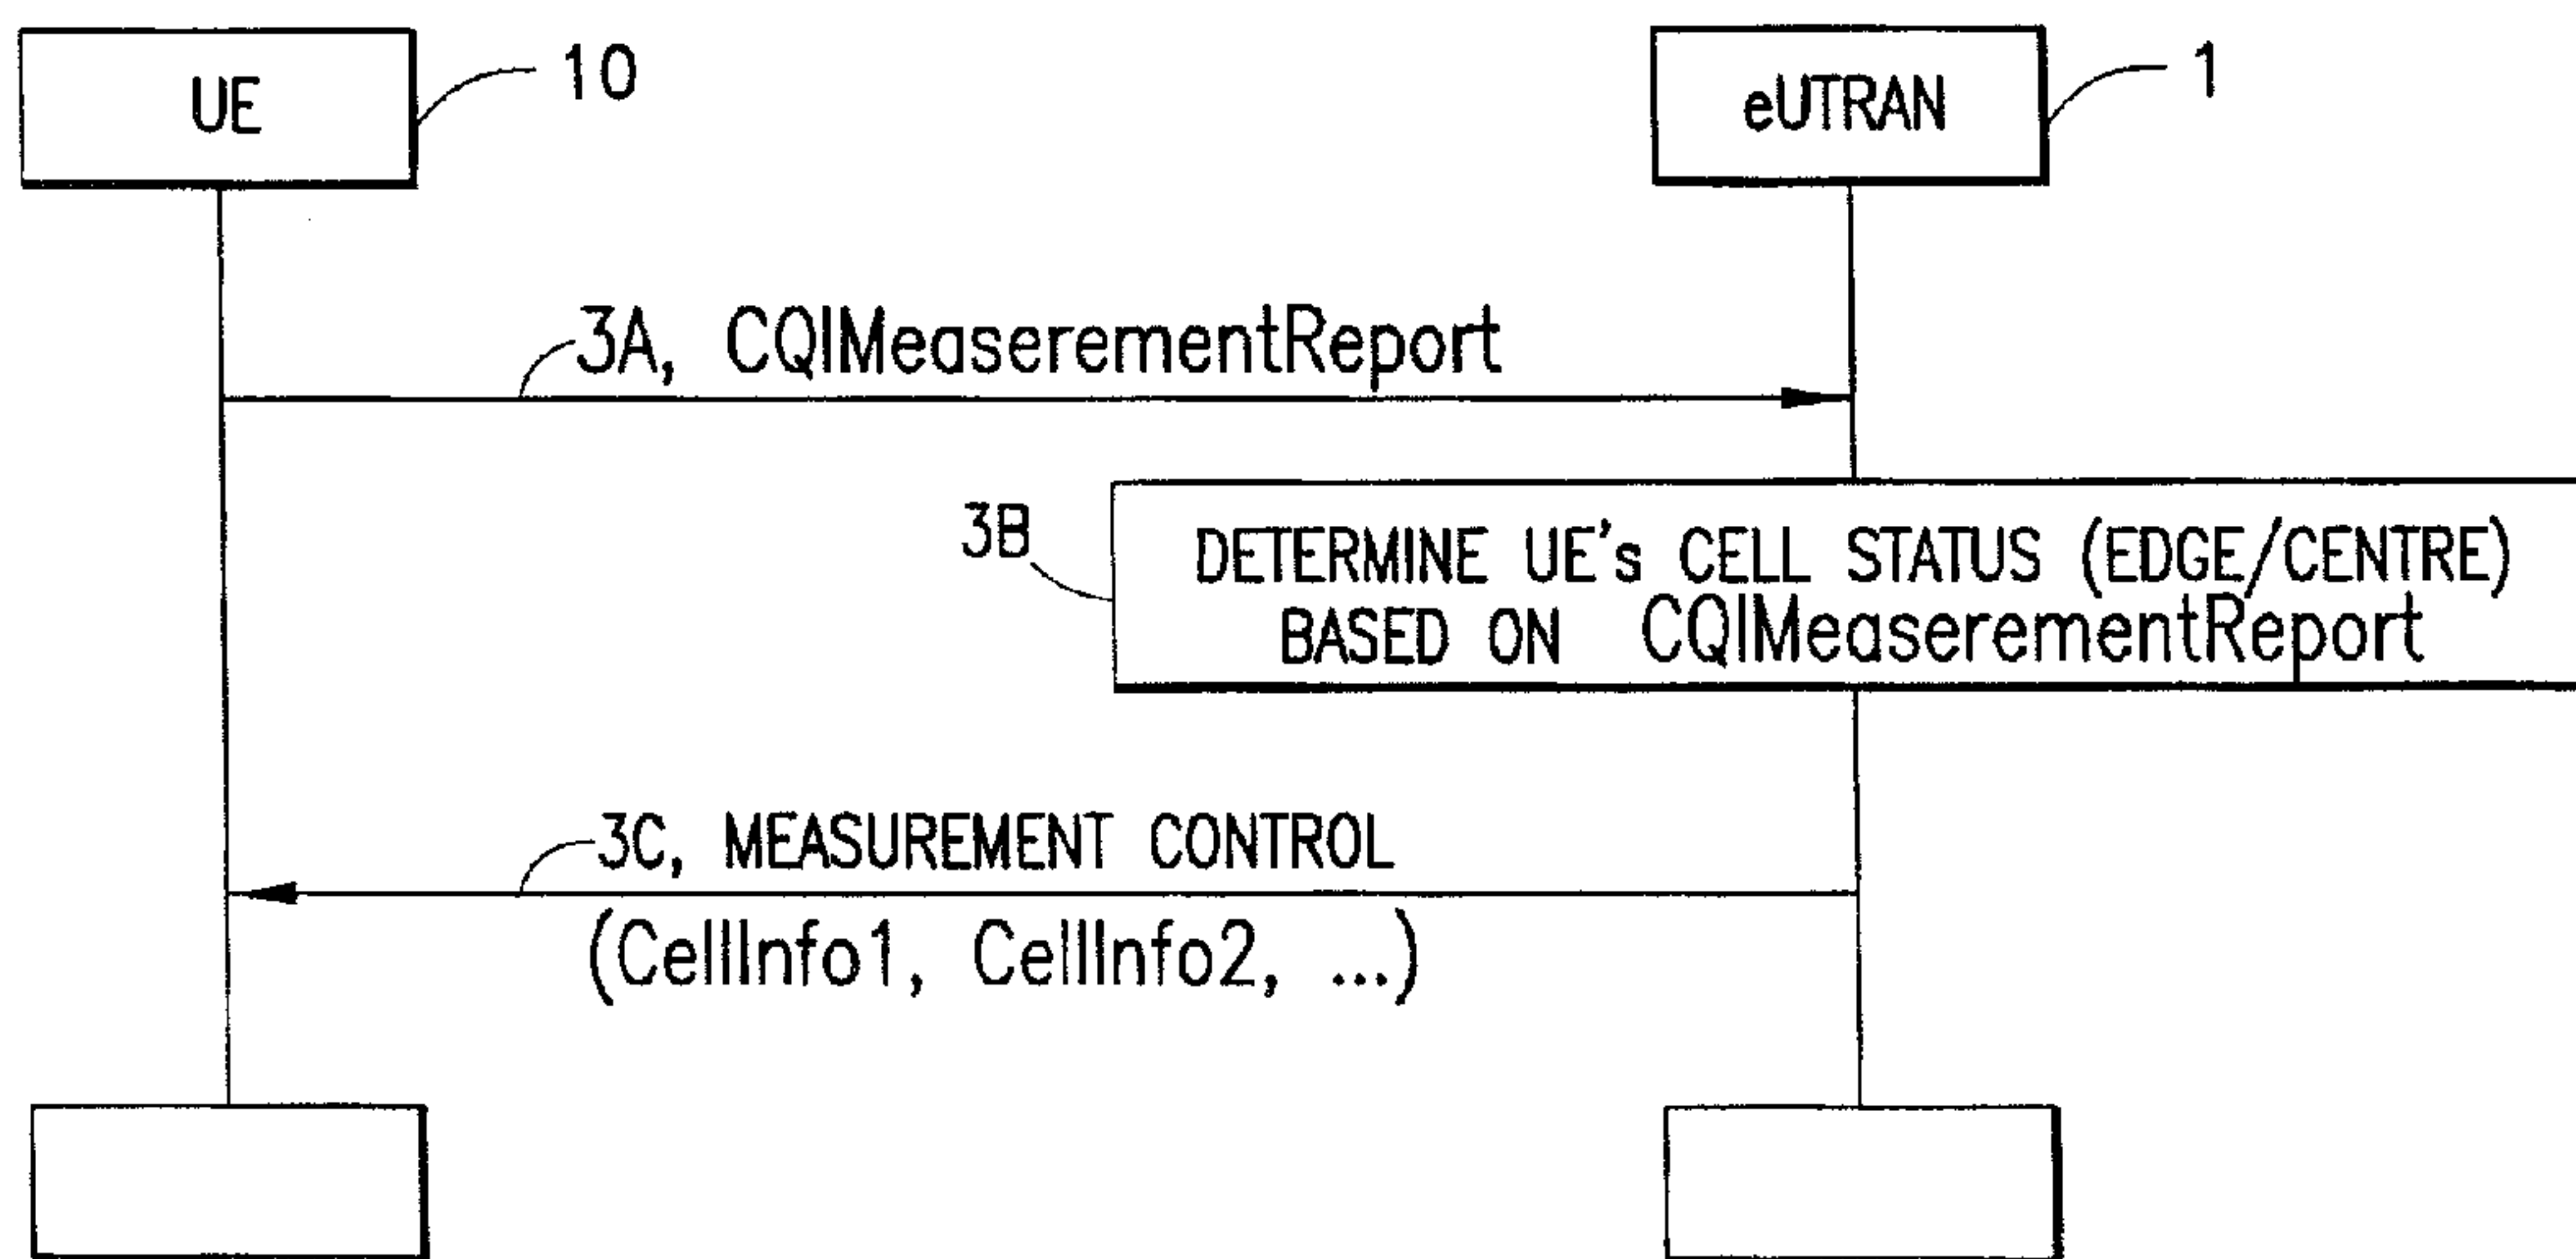 UE
10
eUTRAN
1
3A, CQIMeaserementReport
3B
DETERMINE UE's CELL STATUS (EDGE/CENTRE)
BASED ON CQIMeaserementReport
3C, MEASUREMENT CONTROL
(CellInfo1, CellInfo2, ...)